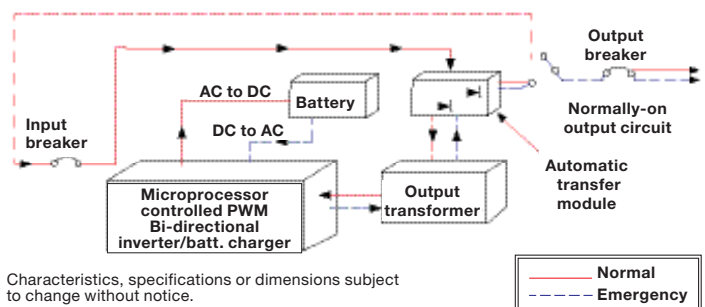 Output
breaker
AC to DC
Battery
Input
breaker
DC to AC
Normally-on
output circuit
Automatic
transfer
module
Microprocessor
controlled PWM
Bi-directional
inverter/batt. charger
Output
transformer
Characteristics, specifications or dimensions subject
to change without notice.
Normal
Emergency